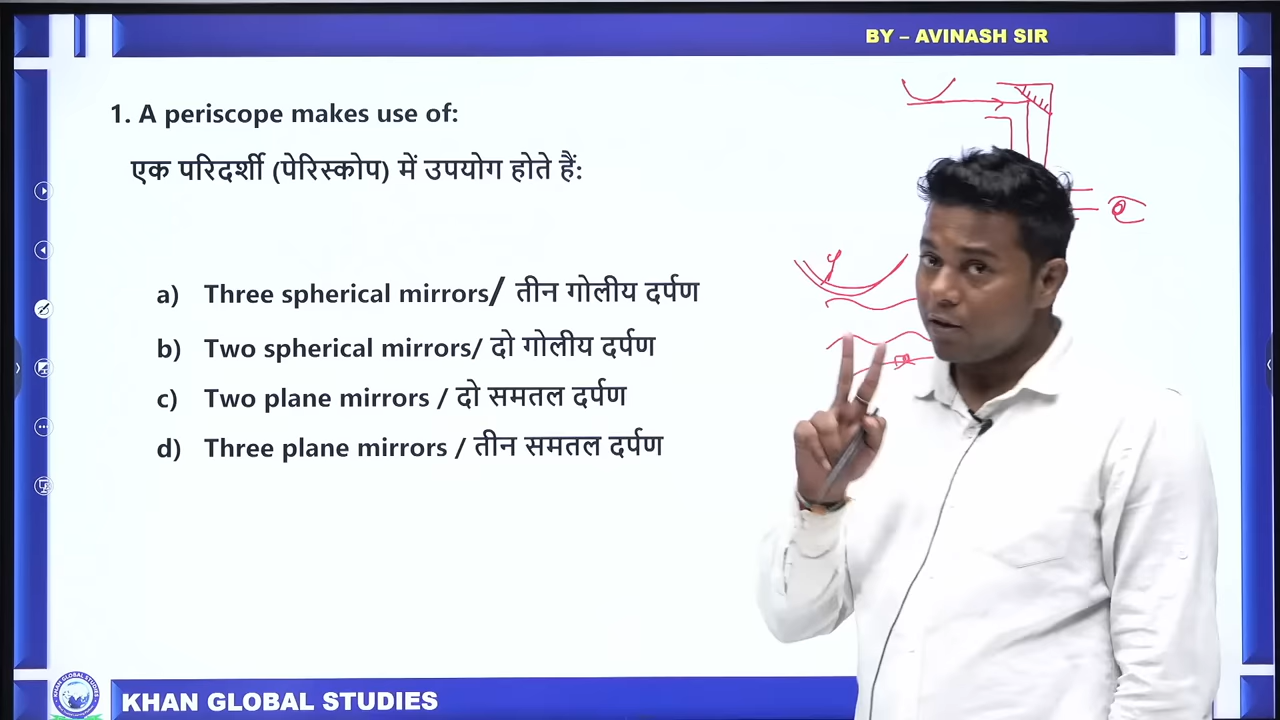 BY – AVINASH SIR
1. A periscope makes use of:
एक परिदर्शी (पेरिस्कोप) में उपयोग होते हैं:
a) Three spherical mirrors/ तीन गोलीय दर्पण
b) Two spherical mirrors/ दो गोलीय दर्पण
c) Two plane mirrors / दो समतल दर्पण
d) Three plane mirrors / तीन समतल दर्पण
KHAN GLOBAL STUDIES